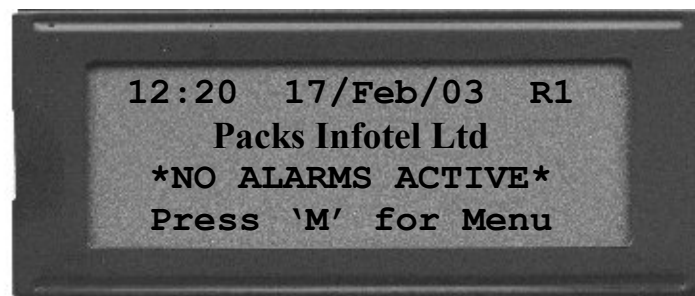 12:20 17/Feb/03 R1
Packs Infotel Ltd
*NO ALARMS ACTIVE*
Press ‘M’ for Menu